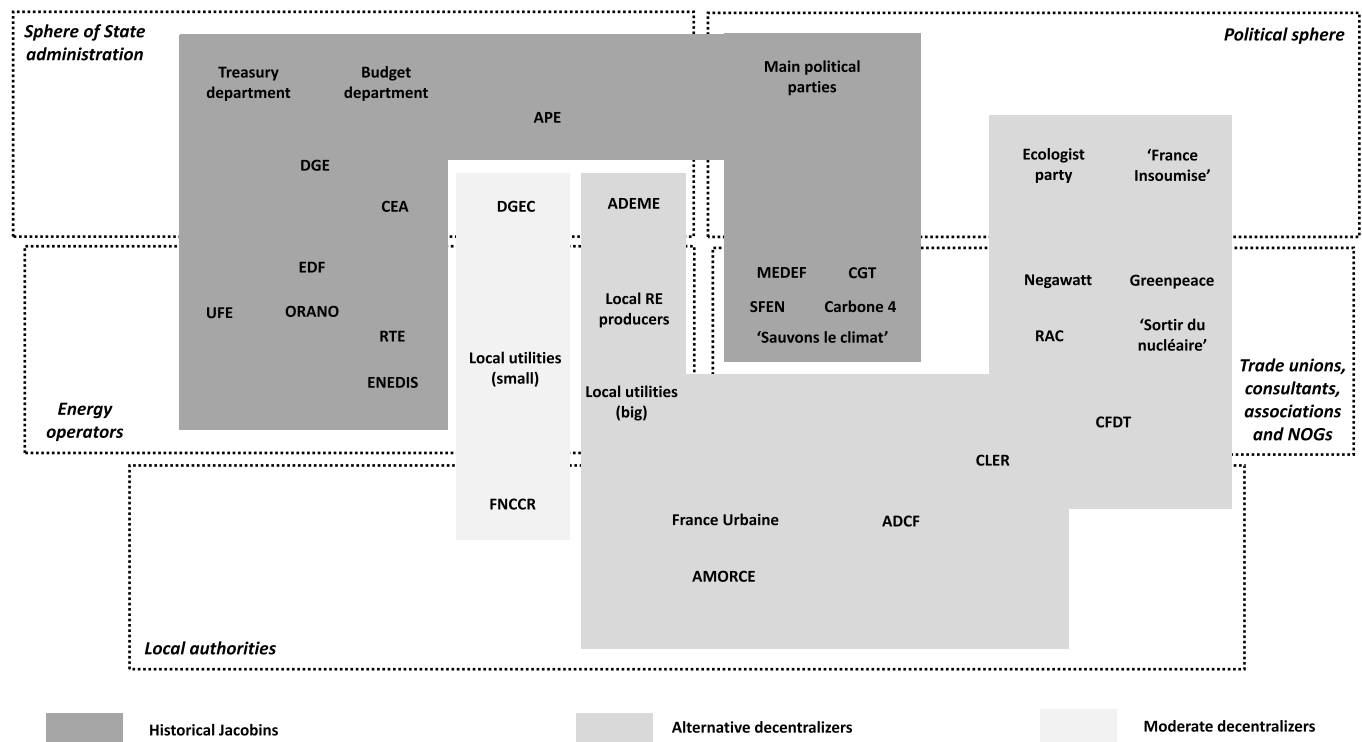 Sphere of State
administration
Political sphere
Treasury
department
Budget
department
APE
Main political
parties
DGE
CEA
DGEC
ADEME
Ecologist
party
‘France
Insoumise’
EDF
UFE
ORANO
RTE
ENEDIS
Energy
operators
Local utilities
(small)
Local RE
producers
Local utilities
(big)
MEDEF
CGT
SFEN
Carbone 4
‘Sauvons le climat’
Negawatt
Greenpeace
RAC
‘Sortir du
nucléaire’
Trade unions,
consultants,
associations
and NOGs
CFDT
CLER
FNCCR
France Urbaine
ADCF
AMORCE
Local authorities
Historical Jacobins
Alternative decentralizers
Moderate decentralizers